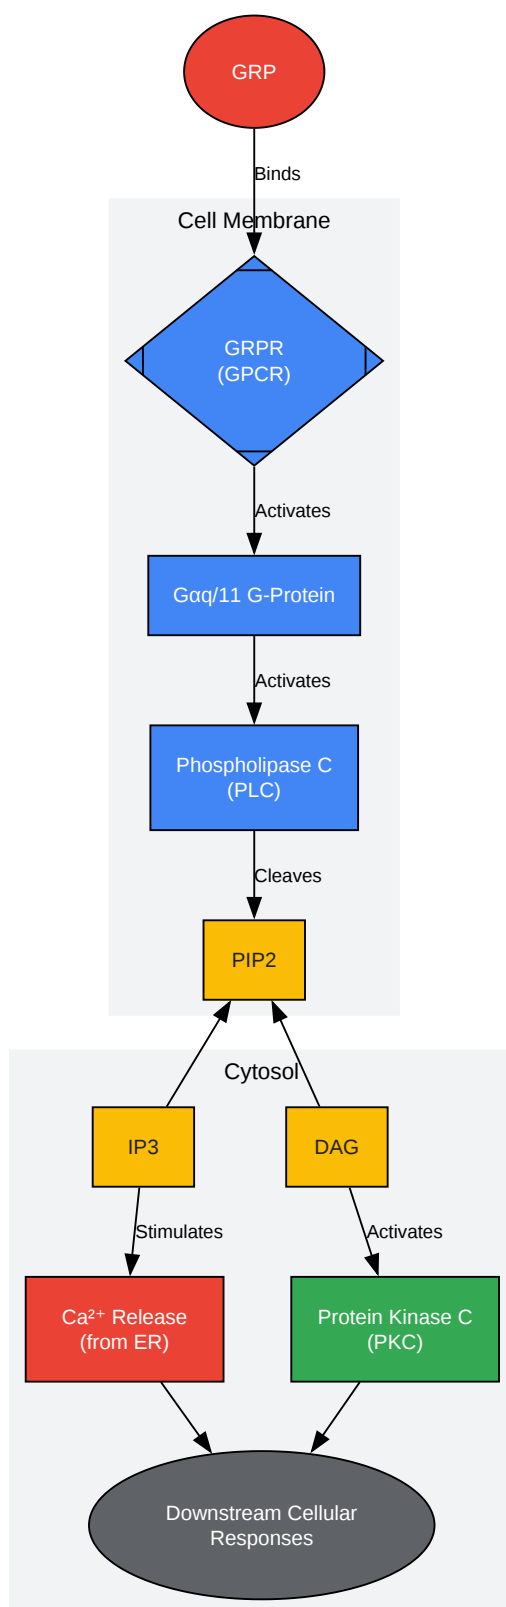 GRP
Binds
Cell Membrane
GRPR
(GPCR)
Activates
Gαq/11 G-Protein
Activates
Phospholipase C
(PLC)
Cleaves
PIP2
Cytosol
IP3
DAG
Stimulates
Activates
Ca²⁺ Release
(from ER)
Protein Kinase C
(PKC)
Downstream Cellular
Responses